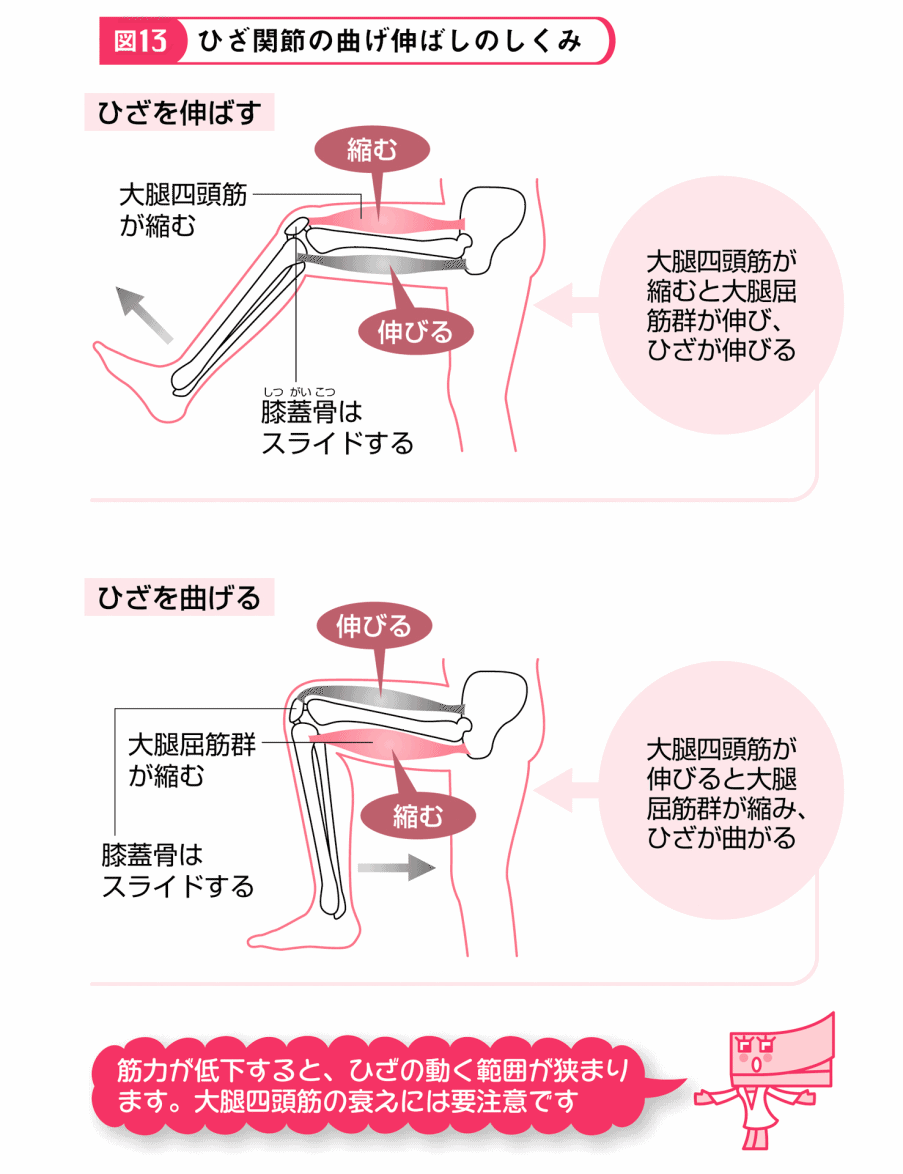 図13 ひざ関節の曲げ伸ばしのしくみ
ひざを伸ばす
縮む
大腿四頭筋
が縮む
伸びる
しつ がい こつ
膝蓋骨は
スライドする
大腿四頭筋が
縮むと大腿屈
筋群が伸び、
ひざが伸びる
ひざを曲げる
伸びる
大腿屈筋群
が縮む
縮む
膝蓋骨は
スライドする
大腿四頭筋が
伸びると大腿
屈筋群が縮み、
ひざが曲がる
筋力が低下すると、ひざの動く範囲が狭まり
ます。大腿四頭筋の衰えには要注意です